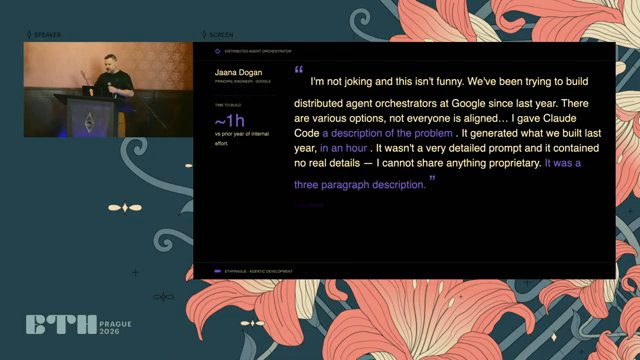 SPEAKER
SCREEN
DISTRIBUTED AGENT ORCHESTRATOR
Jaana Dogan
PRINCIPAL ENGINEER · GOOGLE
TIME TO BUILD
~1h
vs prior year of internal
effort
“ I'm not joking and this isn't funny. We've been trying to build
distributed agent orchestrators at Google since last year. There
are various options, not everyone is aligned… I gave Claude
Code a description of the problem . It generated what we built last
year, in an hour . It wasn't a very detailed prompt and it contained
no real details — I cannot share anything proprietary. It was a
three paragraph description. ”
ETHPRAGUE · AGENTIC DEVELOPMENT
ETH PRAGUE
2026